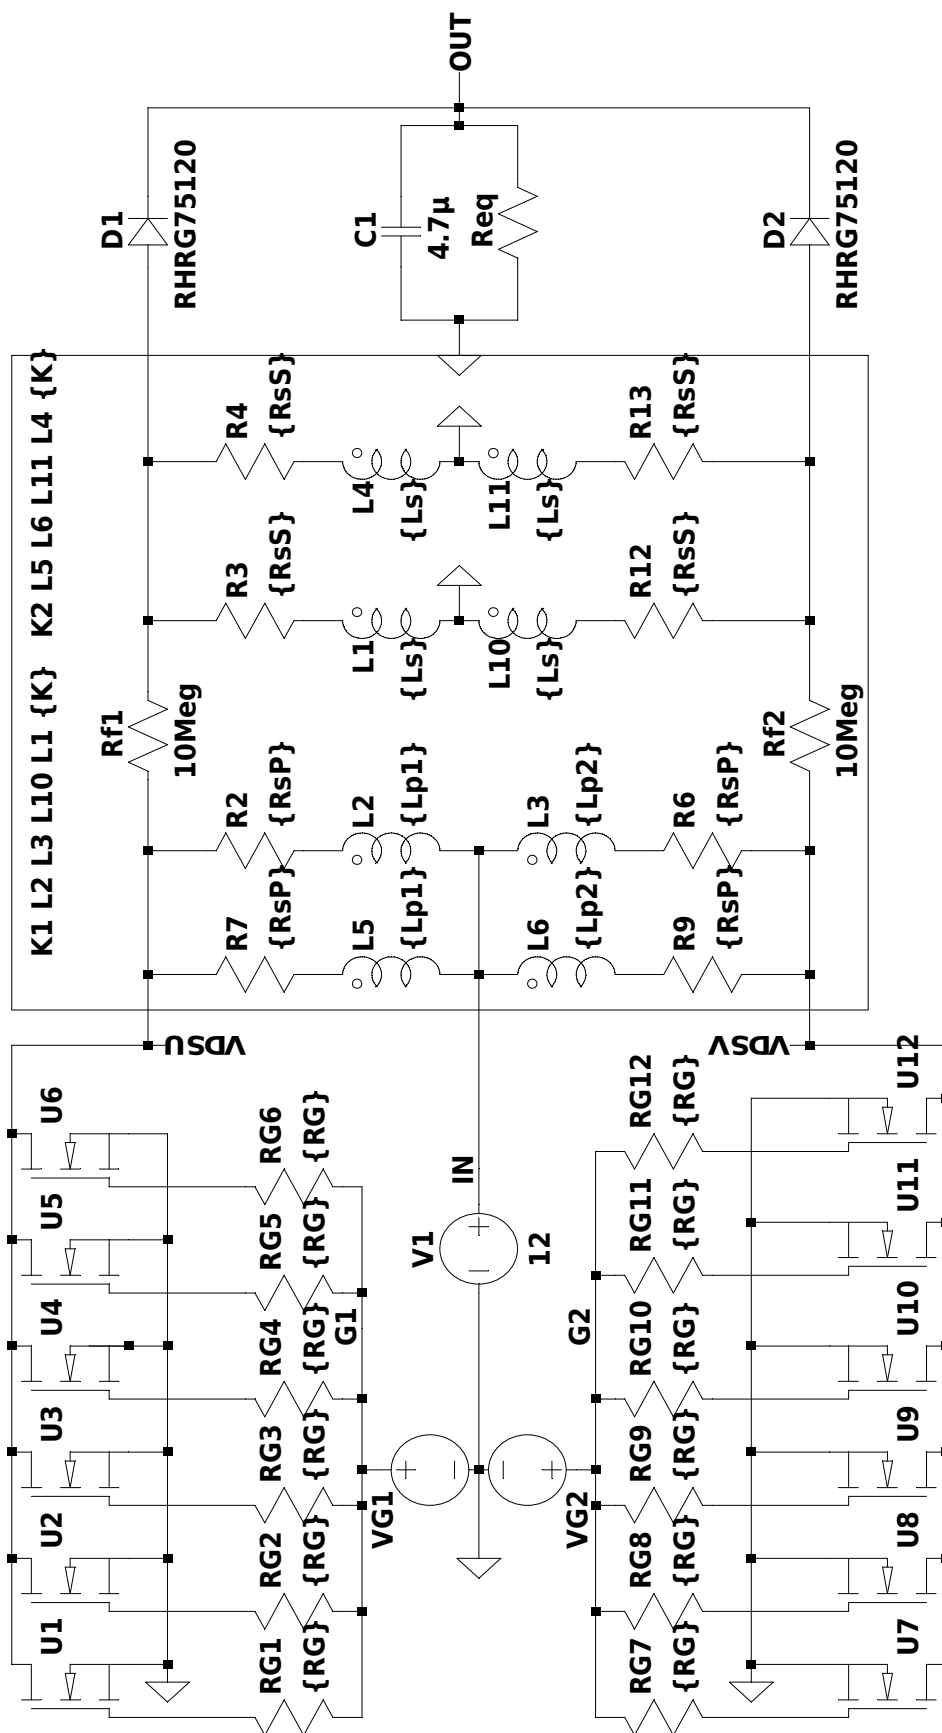 K1 L2 L3 L10 L1 {K} K2 L5 L6 L11 L4 {K}
U1 U2 U3 U4 U5 U6
Rf1 D1
10Meg RHRG75120
VDSU
R7 R2 R3 R4
RG1 RG2 RG3 RG4 RG5 RG6
{RsP} {RsP} {RsS} {RsS}
{RG} {RG} {RG} {RG} {RG} {RG}
G1
L5 L2 L1 L4 C1
VG1
{Lp1} {Lp1} {Ls} {Ls}
V1 4.7µ
IN OUT
Req
L10 L11
12
L6 L3
{Ls} {Ls}
VG2 G2
{Lp2} {Lp2}
RG7 RG8 RG9 RG10 RG11 RG12
R12 R13
{RsS} {RsS}
{RG} {RG} {RG} {RG} {RG} {RG}
R9 R6
{RsP} {RsP}
VDSV
Rf2 D2
10Meg RHRG75120
U7 U8 U9 U10 U11 U12